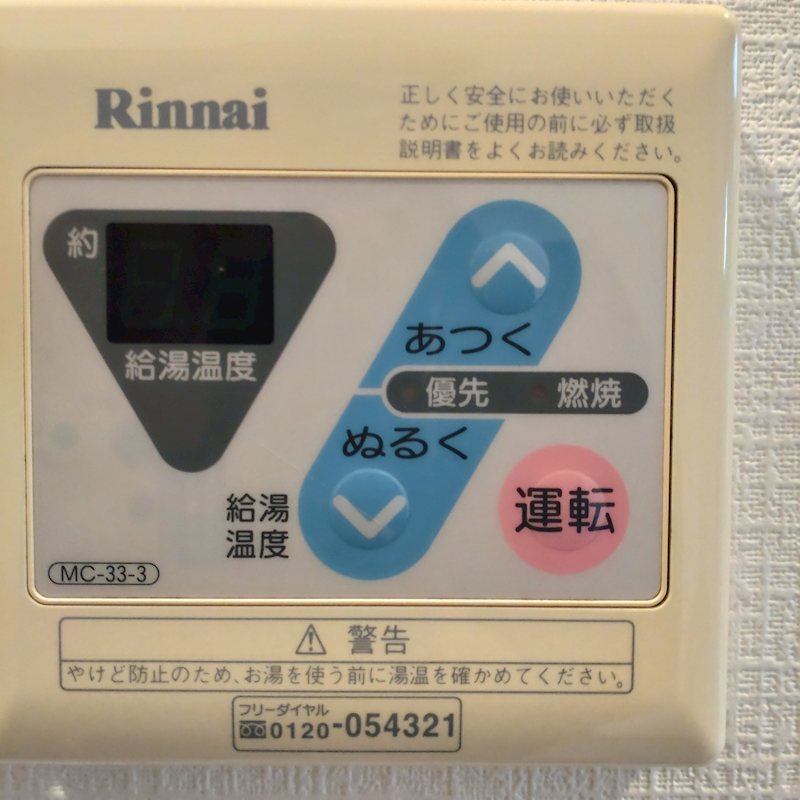 Rinnai
正しく安全にお使いいただく
ためにご使用の前に必ず取扱
説明書をよくお読みください。
約
給湯温度
あつく
優先 燃焼
ぬるく
給湯
温度
運転
MC-33-3
⚠ 警告
やけど防止のため、お湯を使う前に湯温を確かめてください。
フリーダイヤル
0120-054321